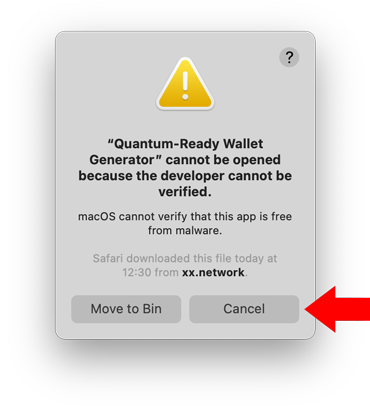 ?
“Quantum-Ready Wallet
Generator” cannot be opened
because the developer cannot be
verified.
macOS cannot verify that this app is free
from malware.
Safari downloaded this file today at
12:30 from xx.network.
Move to Bin
Cancel